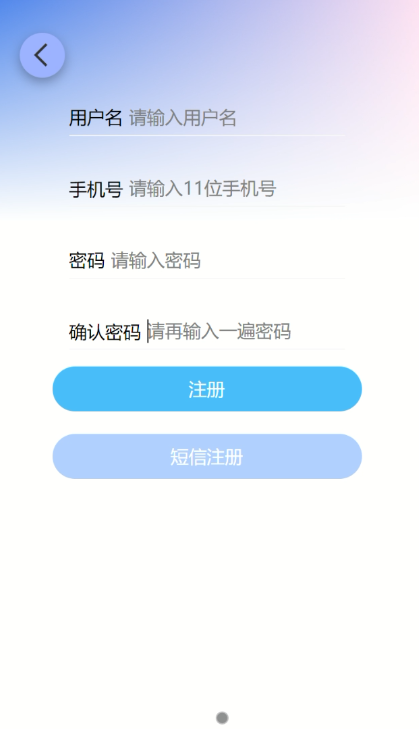 用户名 请输入用户名
手机号 请输入11位手机号
密码 请输入密码
确认密码 请再输入一遍密码
注册
短信注册